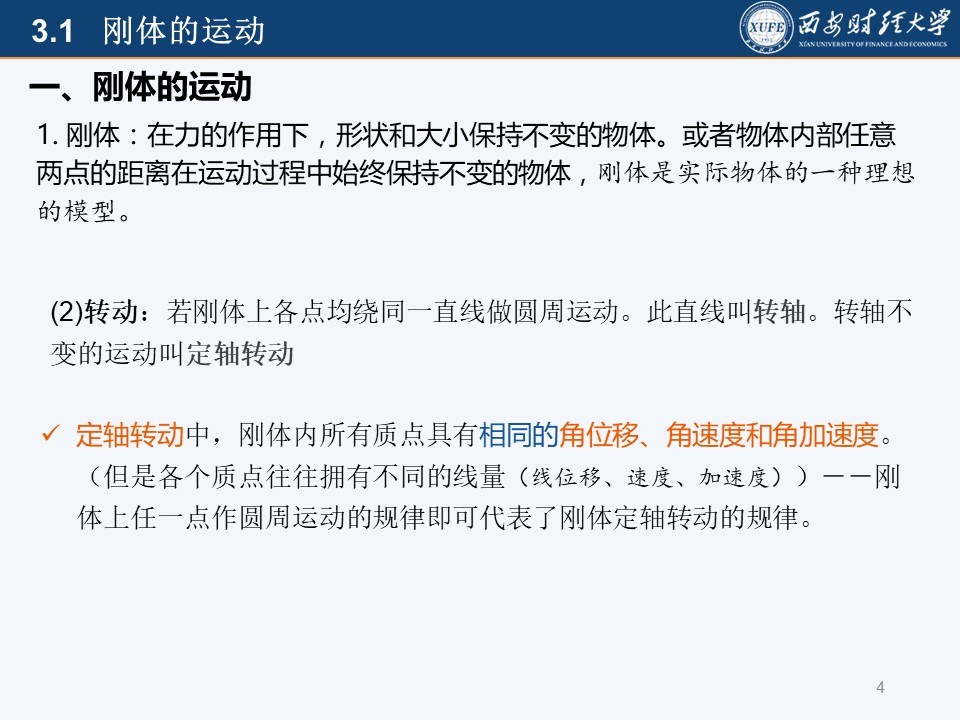 3.1 刚体的运动
XUFE
西安财经大学
XI'AN UNIVERSITY OF FINANCE AND ECONOMICS
一、刚体的运动
1. 刚体：在力的作用下，形状和大小保持不变的物体。或者物体内部任意
两点的距离在运动过程中始终保持不变的物体，刚体是实际物体的一种理想
的模型。
(2)转动：若刚体上各点均绕同一直线做圆周运动。此直线叫转轴。转轴不
变的运动叫定轴转动
✓ 定轴转动中，刚体内所有质点具有相同的角位移、角速度和角加速度。
（但是各个质点往往拥有不同的线量（线位移、速度、加速度））－－刚
体上任一点作圆周运动的规律即可代表了刚体定轴转动的规律。
4